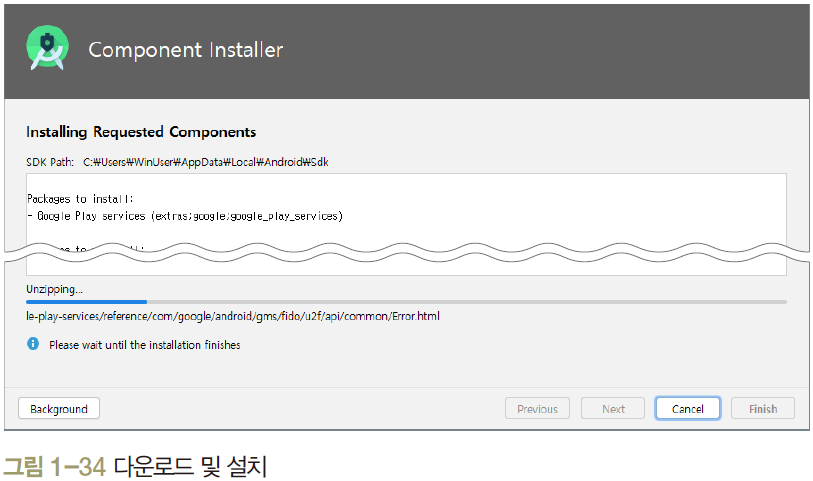 Component Installer
Installing Requested Components
SDK Path: C:₩Users₩WinUser₩AppData₩Local₩Android₩Sdk
Packages to install:
- Google Play services (extras;google;google_play_services)
Unzipping...
le-play-services/reference/com/google/android/gms/fido/u2f/api/common/Error.html
Please wait until the installation finishes
Background
Previous
Next
Cancel
Finish
그림 1-34 다운로드 및 설치